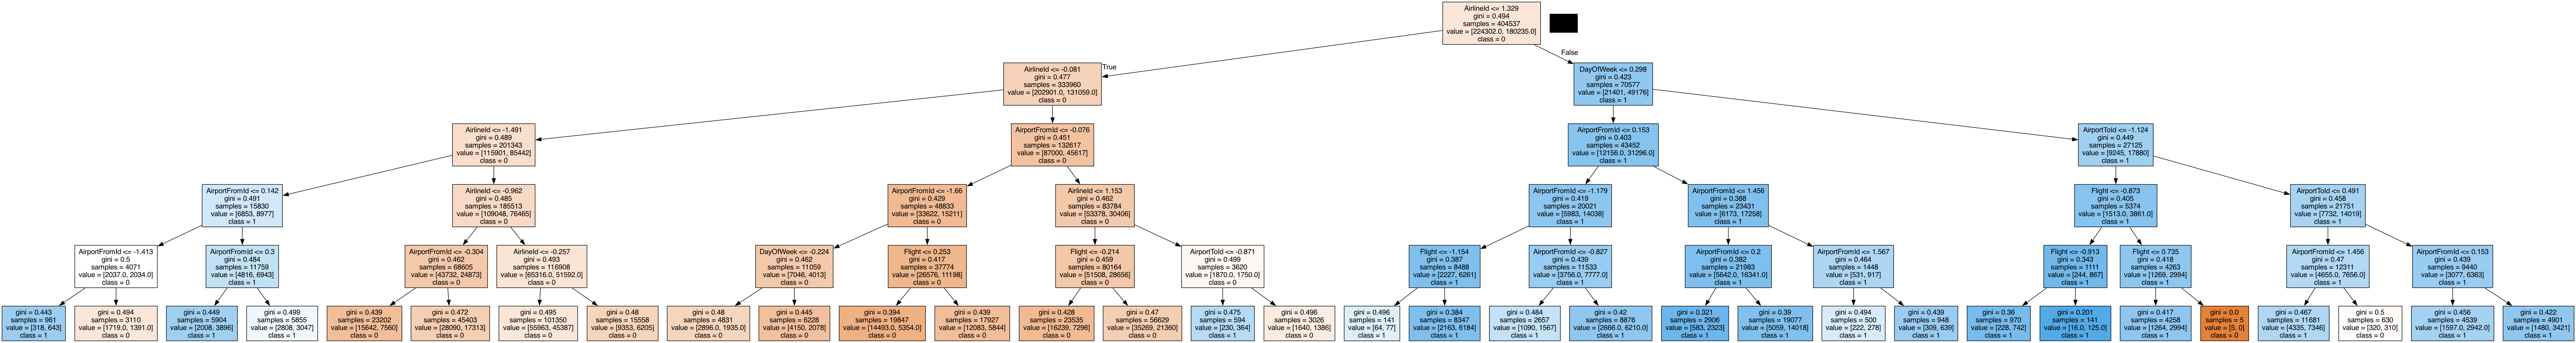 AirlineId <= 1.329
gini = 0.494
samples = 404537
value = [224302.0, 180235.0]
class = 0
True
False
AirlineId <= -0.081
gini = 0.477
samples = 333960
value = [202901.0, 131059.0]
class = 0
DayOfWeek <= 0.298
gini = 0.423
samples = 70577
value = [21401, 49176]
class = 1
AirlineId <= -1.491
gini = 0.489
samples = 201343
value = [115901, 85442]
class = 0
AirportFromId <= -0.076
gini = 0.451
samples = 132617
value = [87000, 45617]
class = 0
AirportFromId <= 0.153
gini = 0.403
samples = 43452
value = [12156.0, 31296.0]
class = 1
AirportToId <= -1.124
gini = 0.449
samples = 27125
value = [9245, 17880]
class = 1
AirportFromId <= 0.142
gini = 0.491
samples = 15830
value = [6853, 8977]
class = 1
AirlineId <= -0.962
gini = 0.485
samples = 185513
value = [109048, 76465]
class = 0
AirportFromId <= -1.66
gini = 0.429
samples = 48833
value = [33622, 15211]
class = 0
AirlineId <= 1.153
gini = 0.462
samples = 83784
value = [53378, 30406]
class = 0
AirportFromId <= -1.179
gini = 0.419
samples = 20021
value = [5983, 14038]
class = 1
AirportFromId <= 1.456
gini = 0.388
samples = 23431
value = [6173, 17258]
class = 1
Flight <= -0.873
gini = 0.405
samples = 5374
value = [1513.0, 3861.0]
class = 1
AirportToId <= 0.491
gini = 0.458
samples = 21751
value = [7732, 14019]
class = 1
AirportFromId <= -1.413
gini = 0.5
samples = 4071
value = [2037.0, 2034.0]
class = 0
AirportFromId <= 0.3
gini = 0.484
samples = 11759
value = [4816, 6943]
class = 1
AirportFromId <= -0.304
gini = 0.462
samples = 68605
value = [43732, 24873]
class = 0
AirlineId <= -0.257
gini = 0.493
samples = 116908
value = [65316.0, 51592.0]
class = 0
DayOfWeek <= -0.224
gini = 0.462
samples = 11059
value = [7046, 4013]
class = 0
Flight <= 0.253
gini = 0.417
samples = 37774
value = [26576, 11198]
class = 0
Flight <= -0.214
gini = 0.459
samples = 80164
value = [51508, 28656]
class = 0
AirportToId <= -0.871
gini = 0.499
samples = 3620
value = [1870.0, 1750.0]
class = 0
Flight <= -1.154
gini = 0.387
samples = 8488
value = [2227, 6261]
class = 1
AirportFromId <= -0.827
gini = 0.439
samples = 11533
value = [3756.0, 7777.0]
class = 1
AirportFromId <= 0.2
gini = 0.382
samples = 21983
value = [5642.0, 16341.0]
class = 1
AirportFromId <= 1.567
gini = 0.464
samples = 1448
value = [531, 917]
class = 1
Flight <= -0.913
gini = 0.343
samples = 1111
value = [244, 867]
class = 1
Flight <= 0.735
gini = 0.418
samples = 4263
value = [1269, 2994]
class = 1
AirportFromId <= 1.456
gini = 0.47
samples = 12311
value = [4655.0, 7656.0]
class = 1
AirportFromId <= 0.153
gini = 0.439
samples = 9440
value = [3077, 6363]
class = 1
gini = 0.443
samples = 961
value = [318, 643]
class = 1
gini = 0.494
samples = 3110
value = [1719.0, 1391.0]
class = 0
gini = 0.449
samples = 5904
value = [2008, 3896]
class = 1
gini = 0.499
samples = 5855
value = [2808, 3047]
class = 1
gini = 0.439
samples = 23202
value = [15642, 7560]
class = 0
gini = 0.472
samples = 45403
value = [28090, 17313]
class = 0
gini = 0.495
samples = 101350
value = [55963, 45387]
class = 0
gini = 0.48
samples = 15558
value = [9353, 6205]
class = 0
gini = 0.48
samples = 4831
value = [2896.0, 1935.0]
class = 0
gini = 0.445
samples = 6228
value = [4150, 2078]
class = 0
gini = 0.394
samples = 19847
value = [14493.0, 5354.0]
class = 0
gini = 0.439
samples = 17927
value = [12083, 5844]
class = 0
gini = 0.428
samples = 23535
value = [16239, 7296]
class = 0
gini = 0.47
samples = 56629
value = [35269, 21360]
class = 0
gini = 0.475
samples = 594
value = [230, 364]
class = 1
gini = 0.496
samples = 3026
value = [1640, 1386]
class = 0
gini = 0.496
samples = 141
value = [64, 77]
class = 1
gini = 0.384
samples = 8347
value = [2163, 6184]
class = 1
gini = 0.484
samples = 2657
value = [1090, 1567]
class = 1
gini = 0.42
samples = 8876
value = [2666.0, 6210.0]
class = 1
gini = 0.321
samples = 2906
value = [583, 2323]
class = 1
gini = 0.39
samples = 19077
value = [5059, 14018]
class = 1
gini = 0.494
samples = 500
value = [222, 278]
class = 1
gini = 0.439
samples = 948
value = [309, 639]
class = 1
gini = 0.36
samples = 970
value = [228, 742]
class = 1
gini = 0.201
samples = 141
value = [16.0, 125.0]
class = 1
gini = 0.417
samples = 4258
value = [1264, 2994]
class = 1
gini = 0.0
samples = 5
value = [5, 0]
class = 0
gini = 0.467
samples = 11681
value = [4335, 7346]
class = 1
gini = 0.5
samples = 630
value = [320, 310]
class = 0
gini = 0.456
samples = 4539
value = [1597.0, 2942.0]
class = 1
gini = 0.422
samples = 4901
value = [1480, 3421]
class = 1